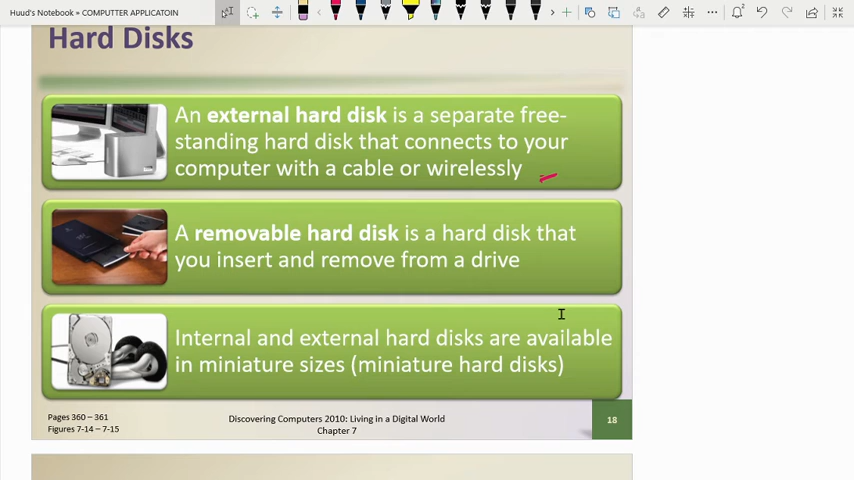 Huud's Notebook » COMPUTTER APPLICATOIN
Hard Disks
An external hard disk is a separate free-
standing hard disk that connects to your
computer with a cable or wirelessly
A removable hard disk is a hard disk that
you insert and remove from a drive
Internal and external hard disks are available
in miniature sizes (miniature hard disks)
Pages 360 – 361
Figures 7-14 – 7-15
Discovering Computers 2010: Living in a Digital World
Chapter 7
18